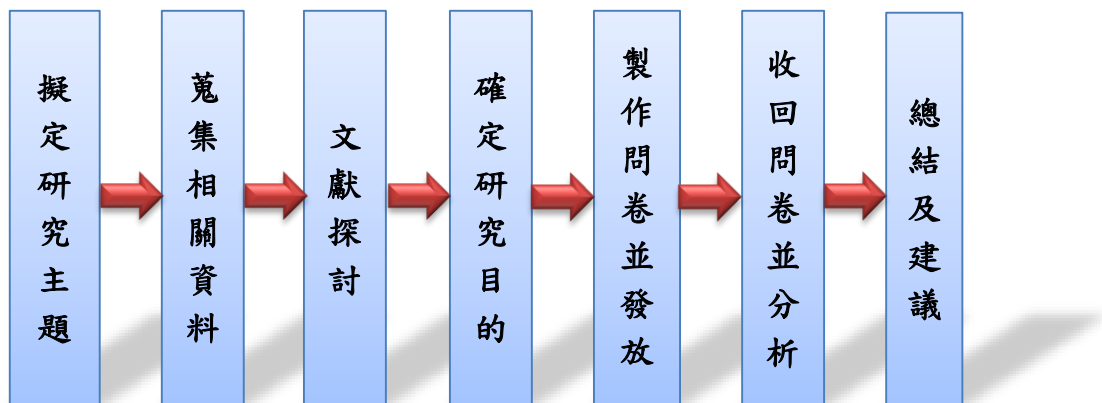 擬定研究主題
蒐集相關資料
文獻探討
確定研究目的
製作問卷並發放
收回問卷並分析
總結及建議